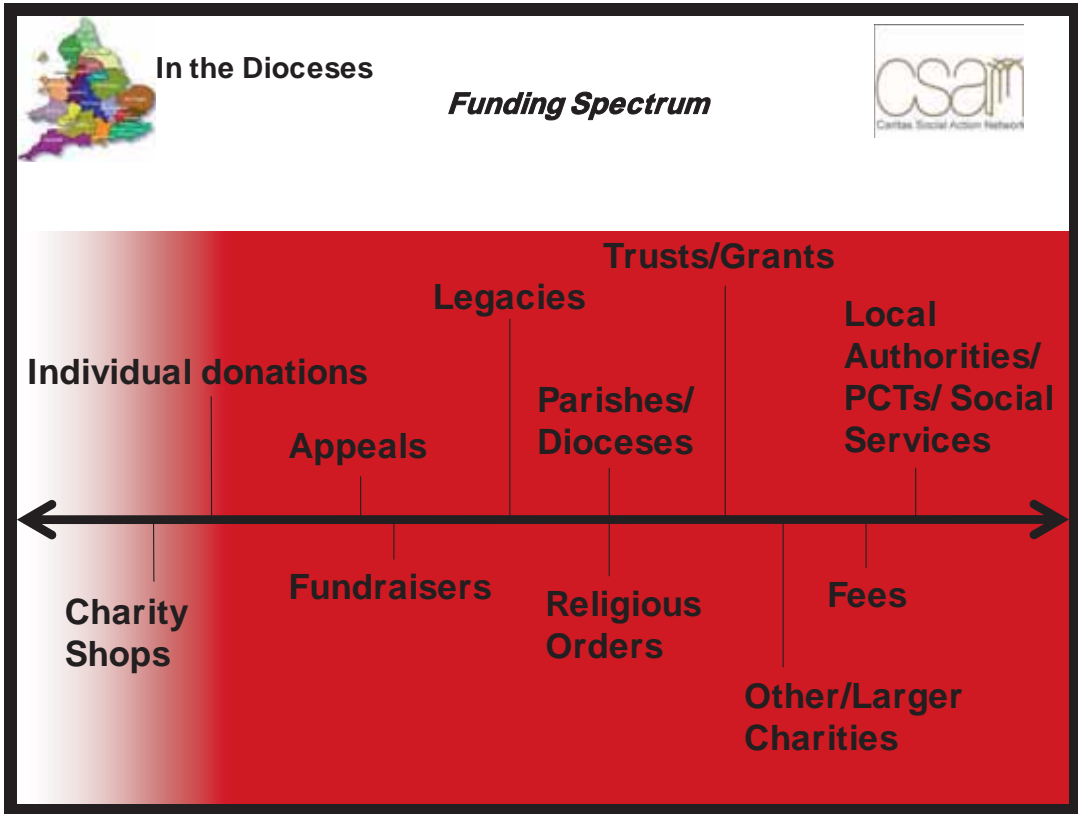 In the Dioceses
Funding Spectrum
csan
Caritas Social Action Network
Trusts/Grants
Legacies
Local
Authorities/
PCTs/ Social
Services
Individual donations
Parishes/
Dioceses
Appeals
Fundraisers
Charity
Shops
Religious
Orders
Fees
Other/Larger
Charities